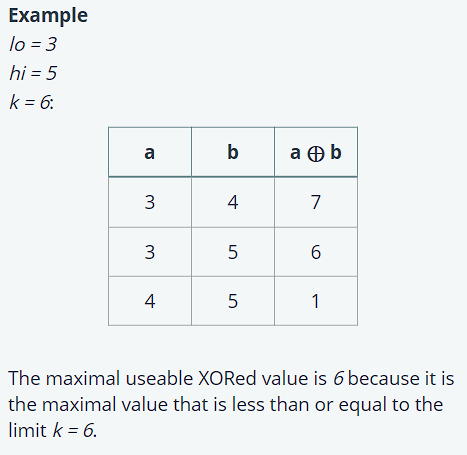 Example
lo = 3
hi = 5
k = 6:
a b a ⊕ b
3 4 7
3 5 6
4 5 1
The maximal useable XORed value is 6 because it is
the maximal value that is less than or equal to the
limit k = 6.